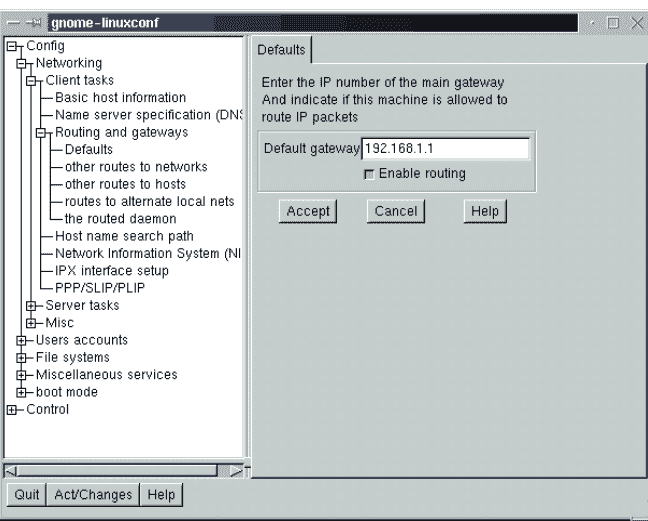 gnome-linuxconf
Config
Networking
Client tasks
Basic host information
Name server specification (DNS
Routing and gateways
Defaults
other routes to networks
other routes to hosts
routes to alternate local nets
the routed daemon
Host name search path
Network Information System (NI
IPX interface setup
PPP/SLIP/PLIP
Server tasks
Misc
Users accounts
File systems
Miscellaneous services
boot mode
Control
Defaults
Enter the IP number of the main gateway
And indicate if this machine is allowed to
route IP packets
Default gateway 192.168.1.1
Enable routing
Accept Cancel Help
Quit Act/Changes Help